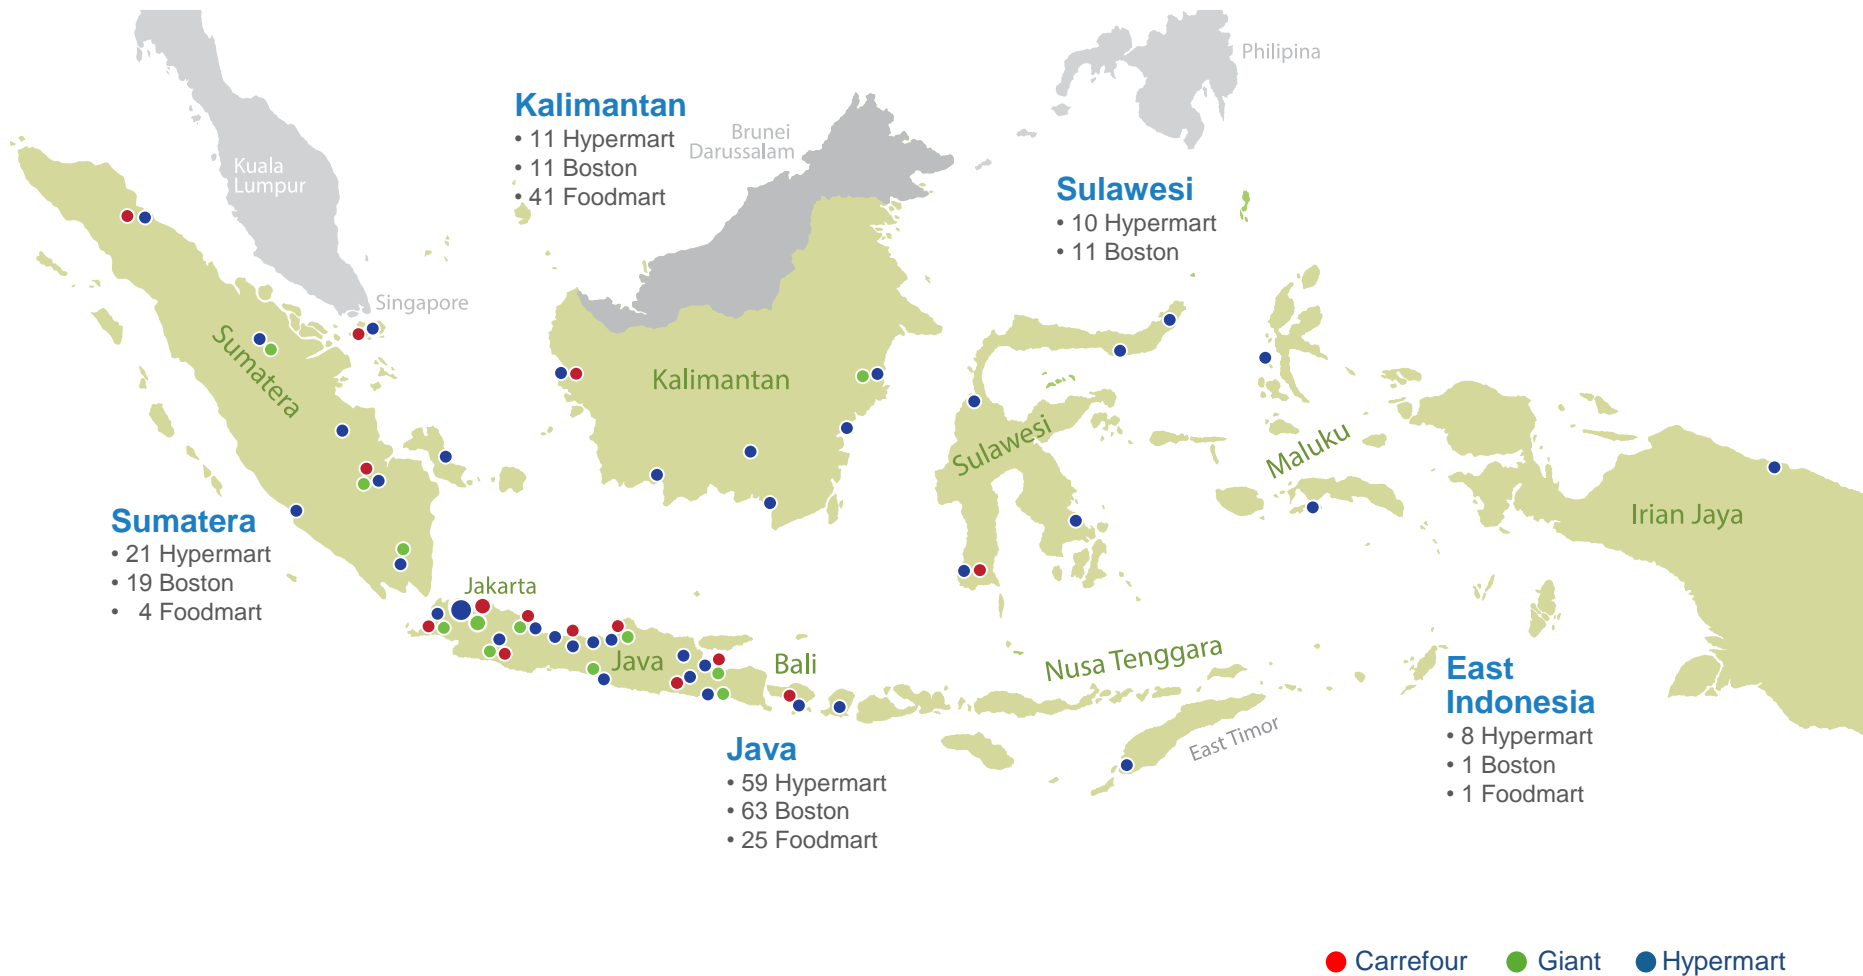 Philipina
Kalimantan
• 11 Hypermart
• 11 Boston
• 41 Foodmart
Brunei
Darussalam
Kuala
Lumpur
Sulawesi
• 10 Hypermart
• 11 Boston
Singapore
Sumatera
Kalimantan
Sulawesi
Maluku
Irian Jaya
Sumatera
• 21 Hypermart
• 19 Boston
• 4 Foodmart
Jakarta
Java
Bali
Nusa Tenggara
East Timor
East
Indonesia
• 8 Hypermart
• 1 Boston
• 1 Foodmart
Java
• 59 Hypermart
• 63 Boston
• 25 Foodmart
Carrefour Giant Hypermart